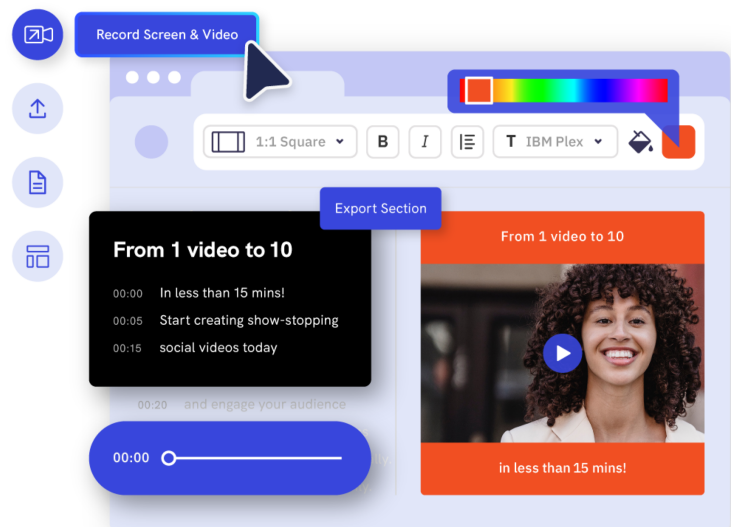 Record Screen & Video
1:1 Square
B
I
T IBM Plex
Export Section
From 1 video to 10
00:00 In less than 15 mins!
00:05 Start creating show-stopping
00:15 social videos today
00:20 and engage your audience
00:00
From 1 video to 10
in less than 15 mins!